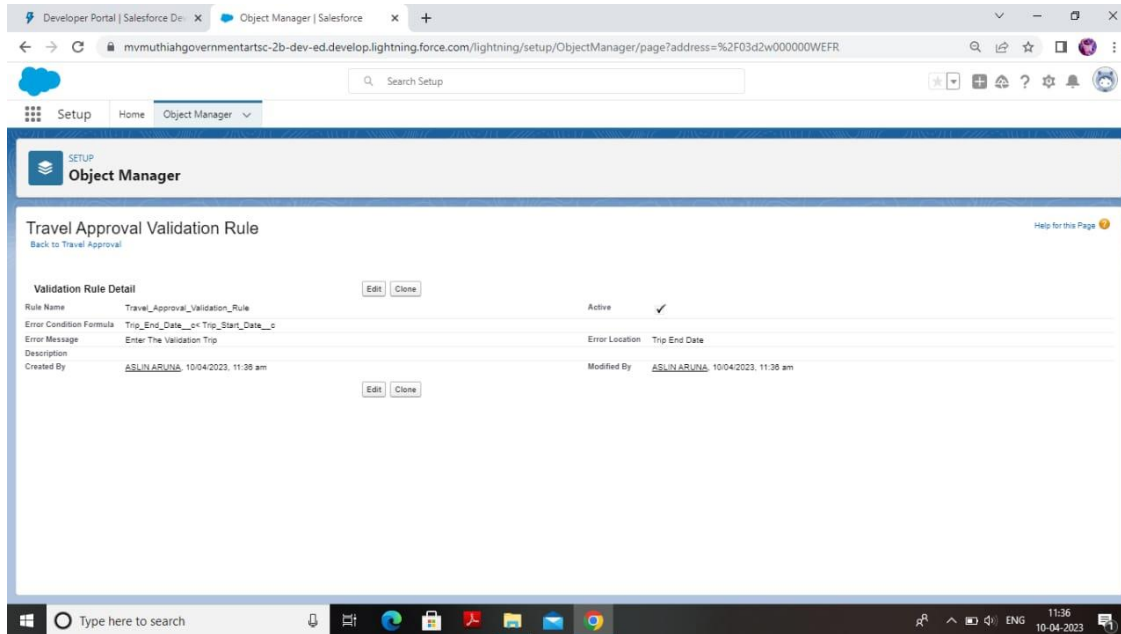 Developer Portal | Salesforce De
Object Manager | Salesforce
mvmuthiahgovernmentartsc-2b-dev-ed.develop.lightning.force.com/lightning/setup/ObjectManager/page?address=%2F03d2w000000WEFR
Search Setup
Setup Home Object Manager
SETUP
Object Manager
Travel Approval Validation Rule
Help for this Page
Back to Travel Approval
Validation Rule Detail Edit Clone
Rule Name Travel_Approval_Validation_Rule Active
Error Condition Formula Trip_End_Date__c< Trip_Start_Date__c
Error Message Enter The Validation Trip Error Location Trip End Date
Description
Created By ASLIN ARUNA, 10/04/2023, 11:36 am Modified By ASLIN ARUNA, 10/04/2023, 11:36 am
Edit Clone
Type here to search
ENG
11:36
10-04-2023
1